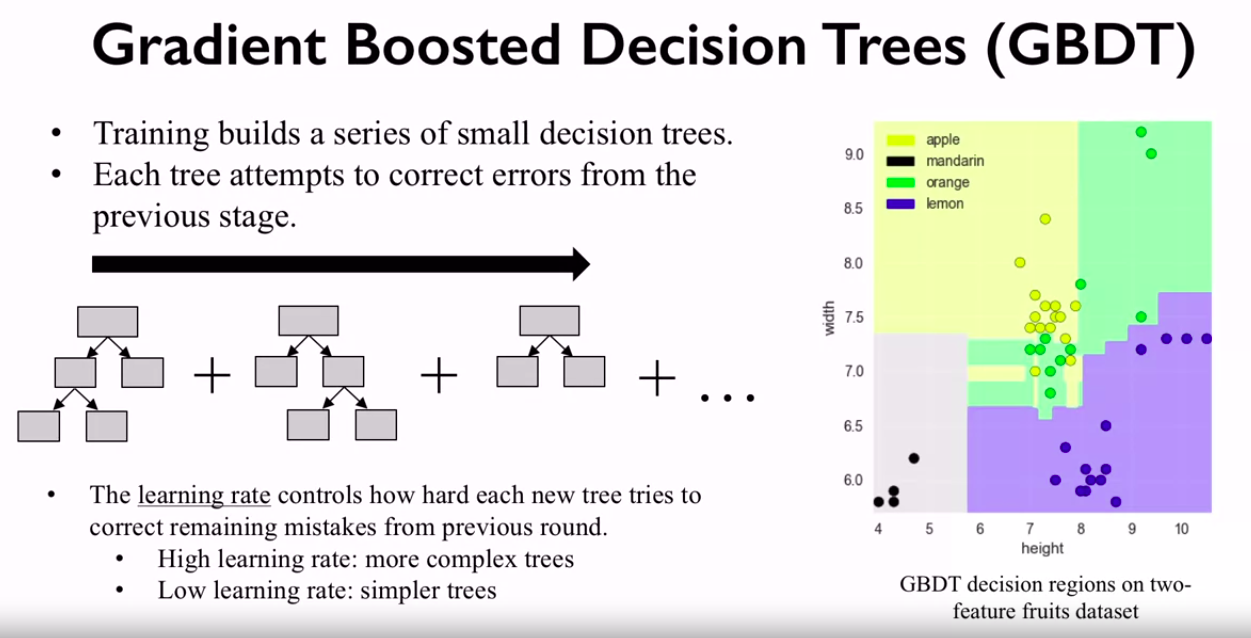 Gradient Boosted Decision Trees (GBDT)
• Training builds a series of small decision trees.
• Each tree attempts to correct errors from the
previous stage.
+ + + ...
• The learning rate controls how hard each new tree tries to
correct remaining mistakes from previous round.
• High learning rate: more complex trees
• Low learning rate: simpler trees
apple
mandarin
orange
lemon
9.0
8.5
8.0
7.5
7.0
6.5
6.0
width
4 5 6 7 8 9 10
height
GBDT decision regions on two-
feature fruits dataset